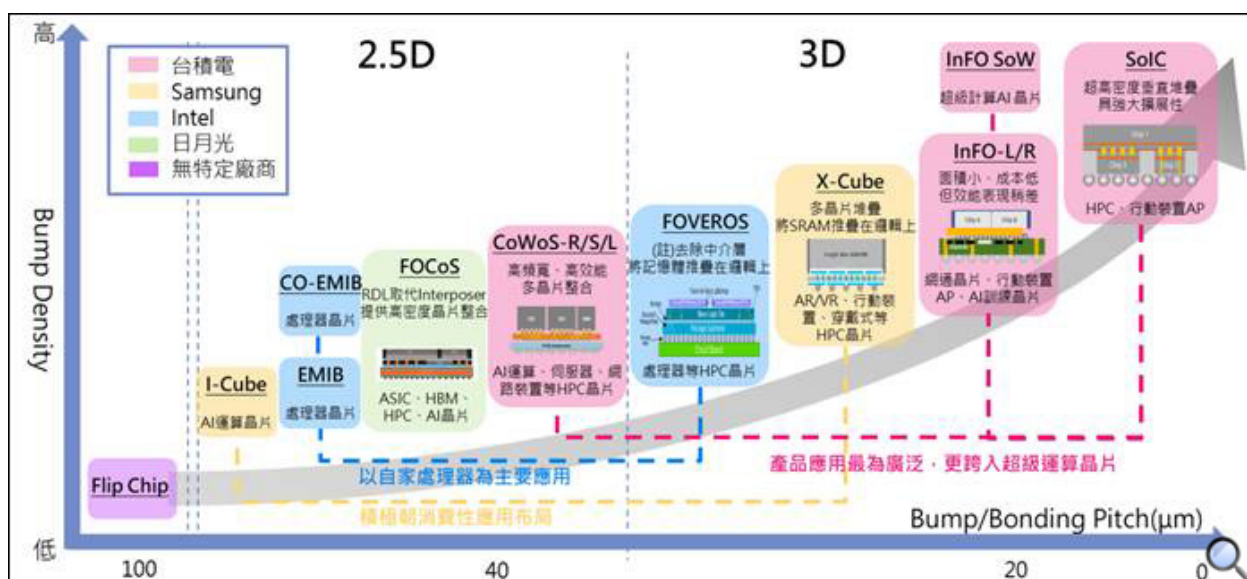 高
2.5D
3D
台積電
Samsung
Intel
日月光
無特定廠商
Bump Density
低
Flip Chip
I-Cube
AI運算晶片
CO-EMIB
處理器晶片
EMIB
處理器晶片
FOCoS
RDL取代Interposer
提供高密度晶片整合
ASIC、HBM、
HPC、AI晶片
CoWoS-R/S/L
高頻寬、高效能
多晶片整合
AI運算、伺服器、網
路裝置等HPC晶片
FOVEROS
(註)去除中介層
將記憶體推疊在邏輯上
處理器等HPC晶片
X-Cube
多晶片堆疊
將SRAM推疊在邏輯上
AR/VR、行動裝
置、穿戴式等
HPC晶片
InFO SoW
超級計算AI 晶片
InFO-L/R
面積小、成本低
但效能表現稍差
網通晶片、行動裝置
AP、AI訓練晶片
SoIC
超高密度垂直堆疊
具強大擴展性
HPC、行動裝置AP
以自家處理器為主要應用
積極朝消費性應用布局
產品應用最為廣泛，更跨入超級運算晶片
Bump/Bonding Pitch(μm)
100
40
20
0